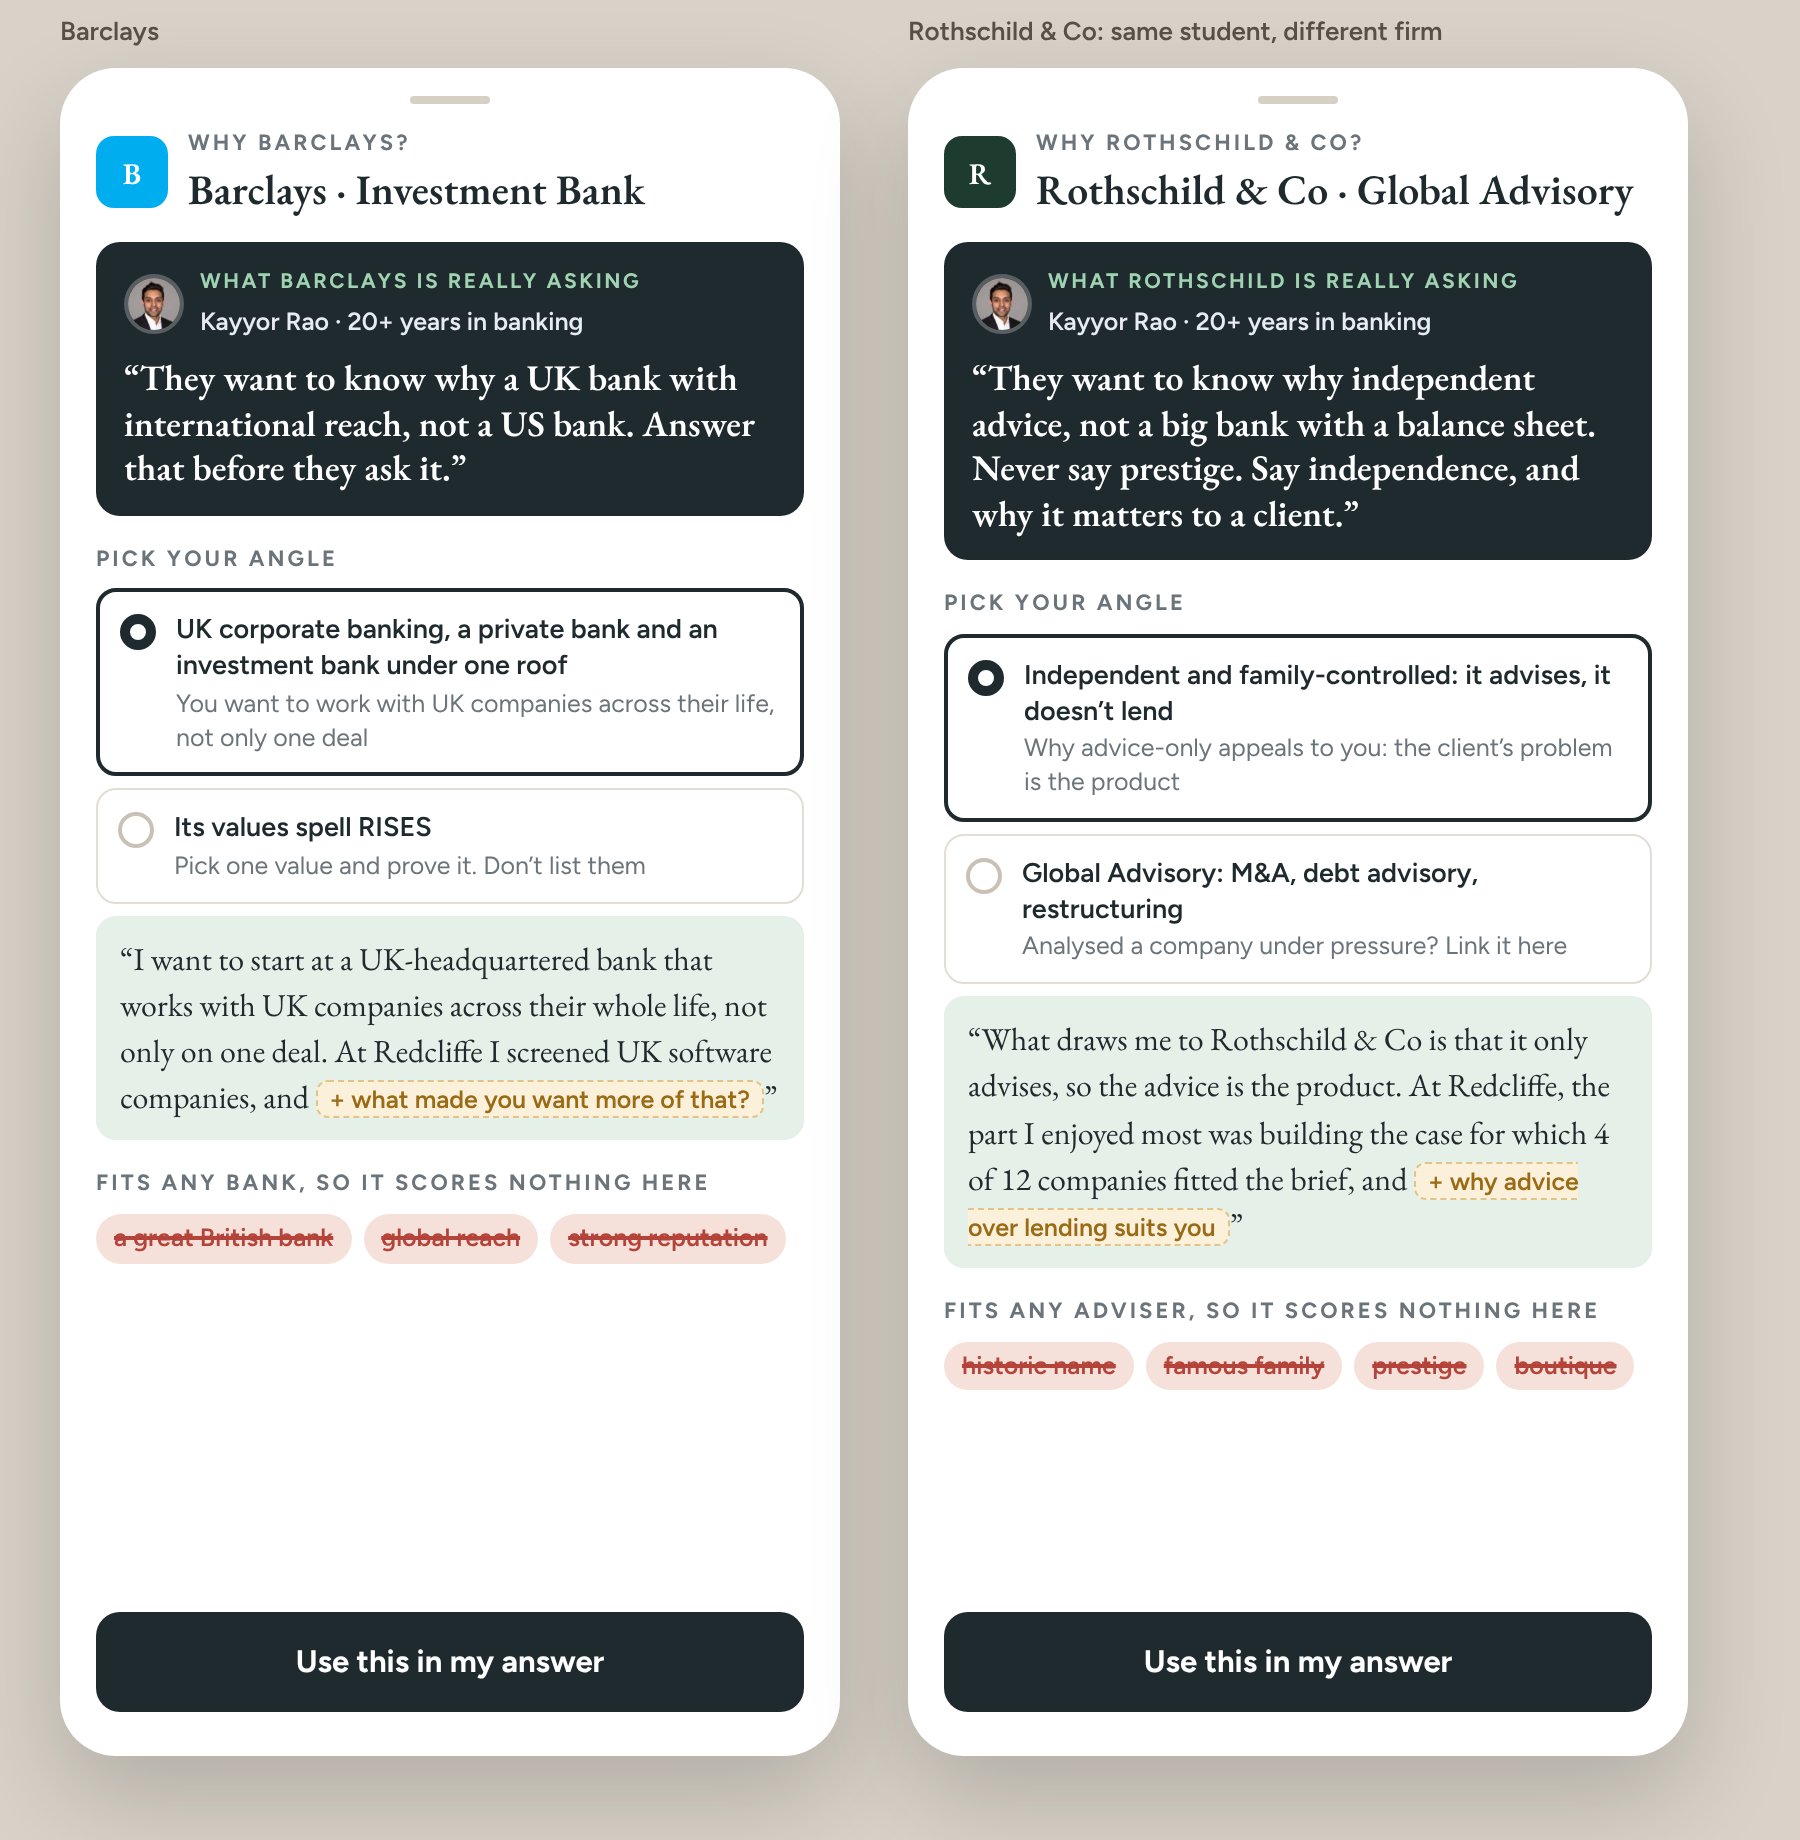 Barclays
B
WHY BARCLAYS?
Barclays · Investment Bank
WHAT BARCLAYS IS REALLY ASKING
Kayyor Rao · 20+ years in banking
“They want to know why a UK bank with
international reach, not a US bank. Answer
that before they ask it.”
PICK YOUR ANGLE
UK corporate banking, a private bank and an
investment bank under one roof
You want to work with UK companies across their life,
not only one deal
Its values spell RISES
Pick one value and prove it. Don’t list them
“I want to start at a UK-headquartered bank that
works with UK companies across their whole life, not
only on one deal. At Redcliffe I screened UK software
companies, and + what made you want more of that? ”
FITS ANY BANK, SO IT SCORES NOTHING HERE
a great British bank
global reach
strong reputation
Use this in my answer
Rothschild & Co: same student, different firm
R
WHY ROTHSCHILD & CO?
Rothschild & Co · Global Advisory
WHAT ROTHSCHILD IS REALLY ASKING
Kayyor Rao · 20+ years in banking
“They want to know why independent
advice, not a big bank with a balance sheet.
Never say prestige. Say independence, and
why it matters to a client.”
PICK YOUR ANGLE
Independent and family-controlled: it advises, it
doesn’t lend
Why advice-only appeals to you: the client’s problem
is the product
Global Advisory: M&A, debt advisory,
restructuring
Analysed a company under pressure? Link it here
“What draws me to Rothschild & Co is that it only
advises, so the advice is the product. At Redcliffe, the
part I enjoyed most was building the case for which 4
of 12 companies fitted the brief, and + why advice
over lending suits you ”
FITS ANY ADVISER, SO IT SCORES NOTHING HERE
historic name
famous family
prestige
boutique
Use this in my answer